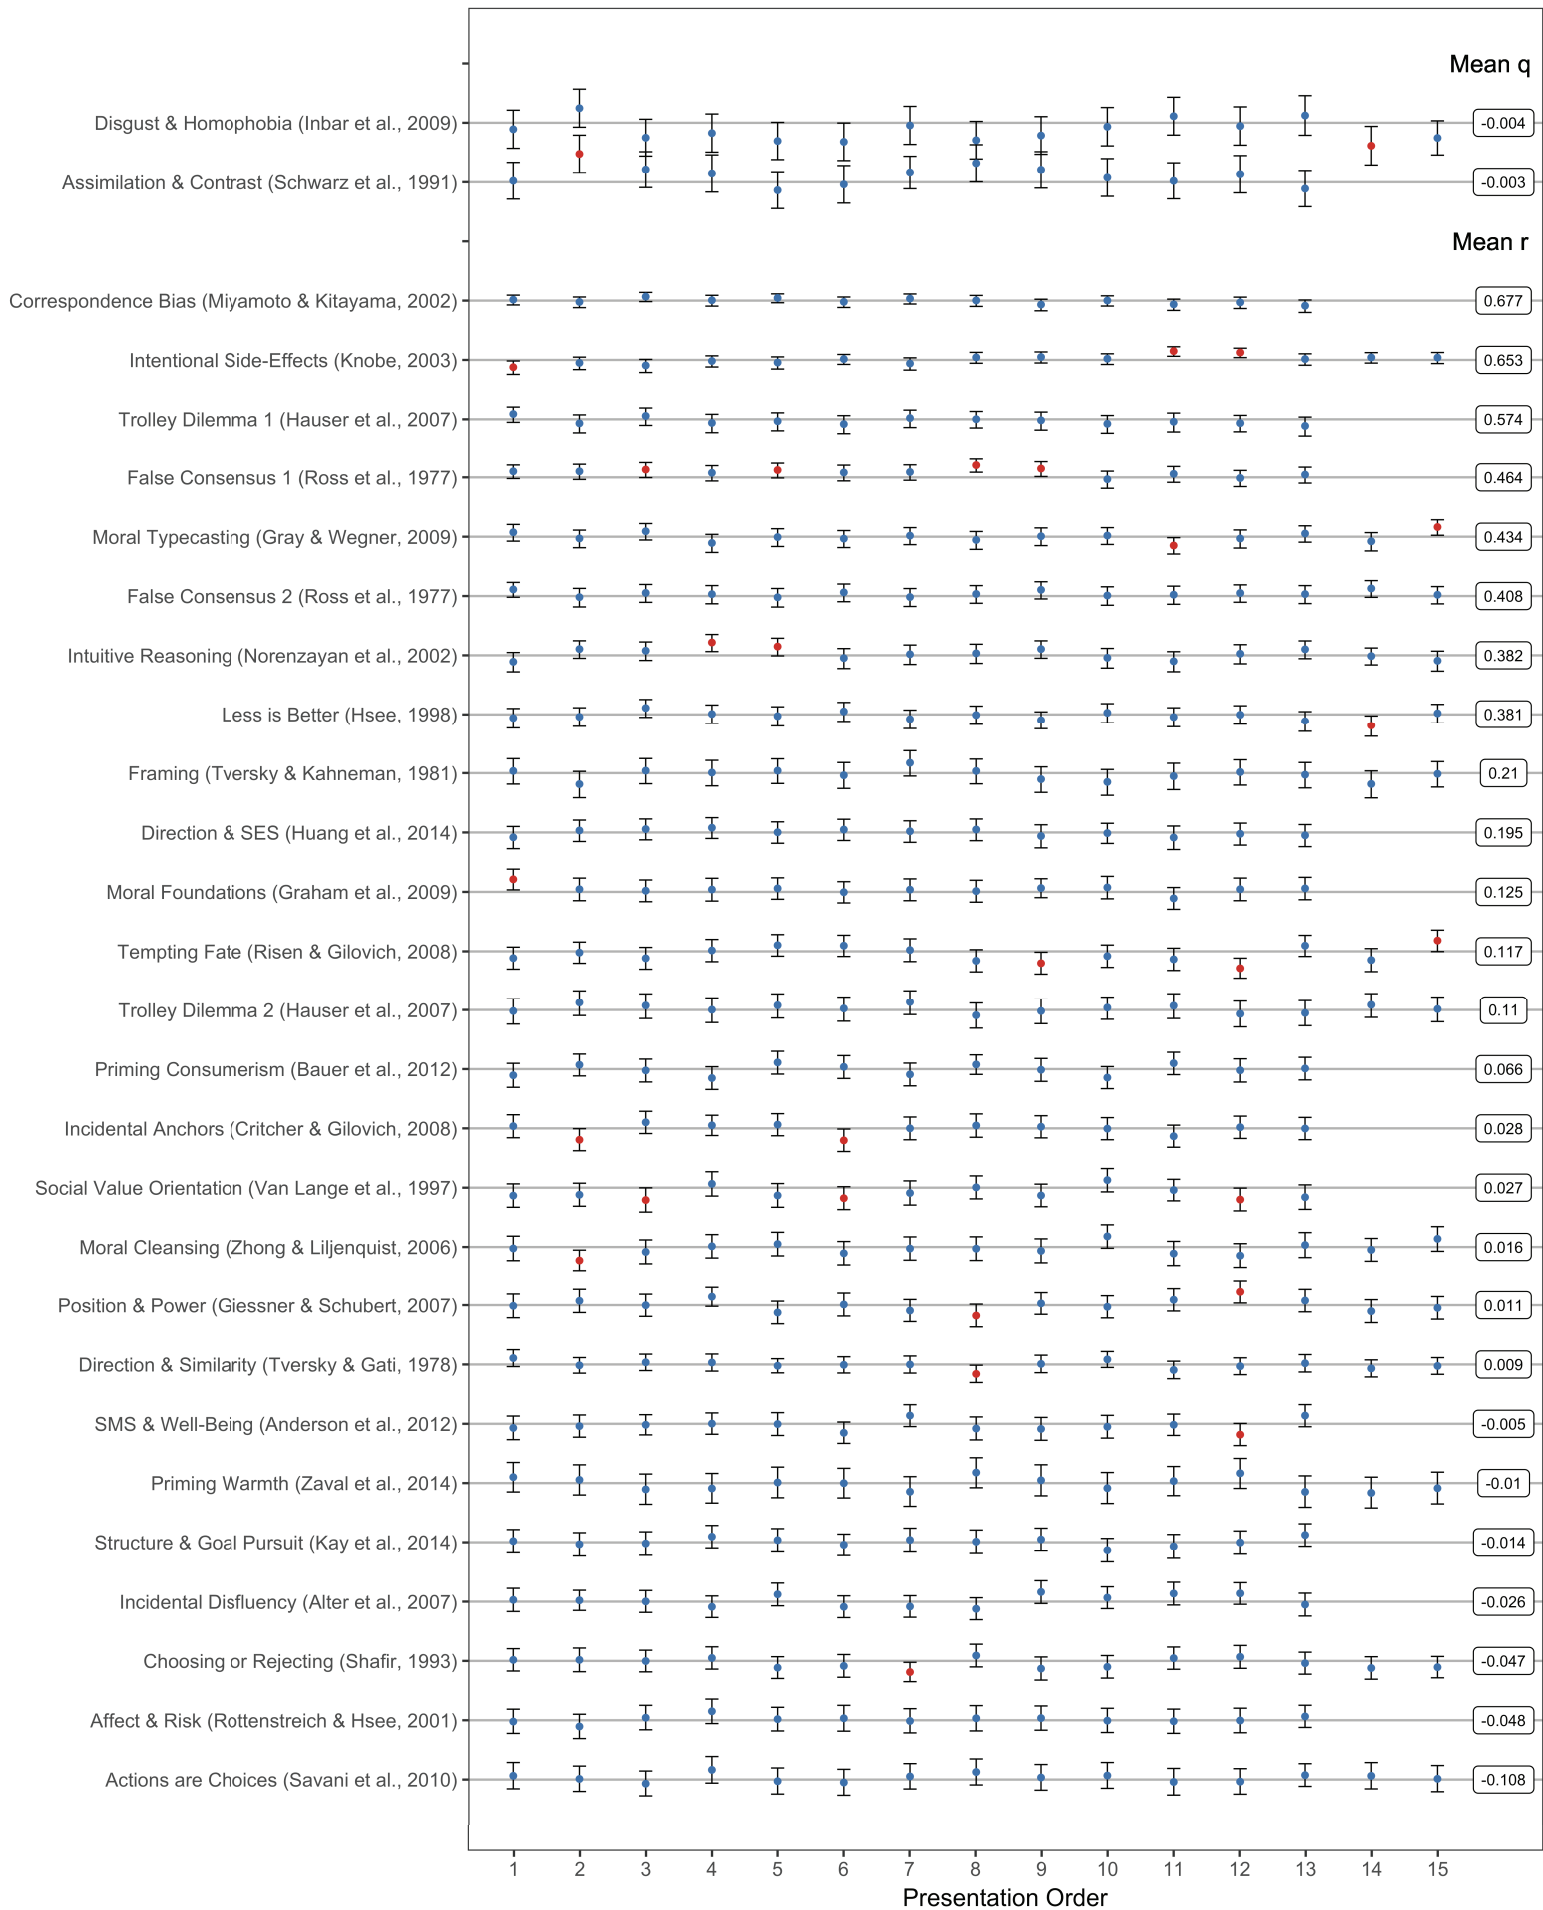 Mean q
Disgust & Homophobia (Inbar et al., 2009) -0.004
Assimilation & Contrast (Schwarz et al., 1991) -0.003
Mean r
Correspondence Bias (Miyamoto & Kitayama, 2002) 0.677
Intentional Side-Effects (Knobe, 2003) 0.653
Trolley Dilemma 1 (Hauser et al., 2007) 0.574
False Consensus 1 (Ross et al., 1977) 0.464
Moral Typecasting (Gray & Wegner, 2009) 0.434
False Consensus 2 (Ross et al., 1977) 0.408
Intuitive Reasoning (Norenzayan et al., 2002) 0.382
Less is Better (Hsee, 1998) 0.381
Framing (Tversky & Kahneman, 1981) 0.21
Direction & SES (Huang et al., 2014) 0.195
Moral Foundations (Graham et al., 2009) 0.125
Tempting Fate (Risen & Gilovich, 2008) 0.117
Trolley Dilemma 2 (Hauser et al., 2007) 0.11
Priming Consumerism (Bauer et al., 2012) 0.066
Incidental Anchors (Critcher & Gilovich, 2008) 0.028
Social Value Orientation (Van Lange et al., 1997) 0.027
Moral Cleansing (Zhong & Liljenquist, 2006) 0.016
Position & Power (Giessner & Schubert, 2007) 0.011
Direction & Similarity (Tversky & Gati, 1978) 0.009
SMS & Well-Being (Anderson et al., 2012) -0.005
Priming Warmth (Zaval et al., 2014) -0.01
Structure & Goal Pursuit (Kay et al., 2014) -0.014
Incidental Disfluency (Alter et al., 2007) -0.026
Choosing or Rejecting (Shafir, 1993) -0.047
Affect & Risk (Rottenstreich & Hsee, 2001) -0.048
Actions are Choices (Savani et al., 2010) -0.108
1 2 3 4 5 6 7 8 9 10 11 12 13 14 15
Presentation Order